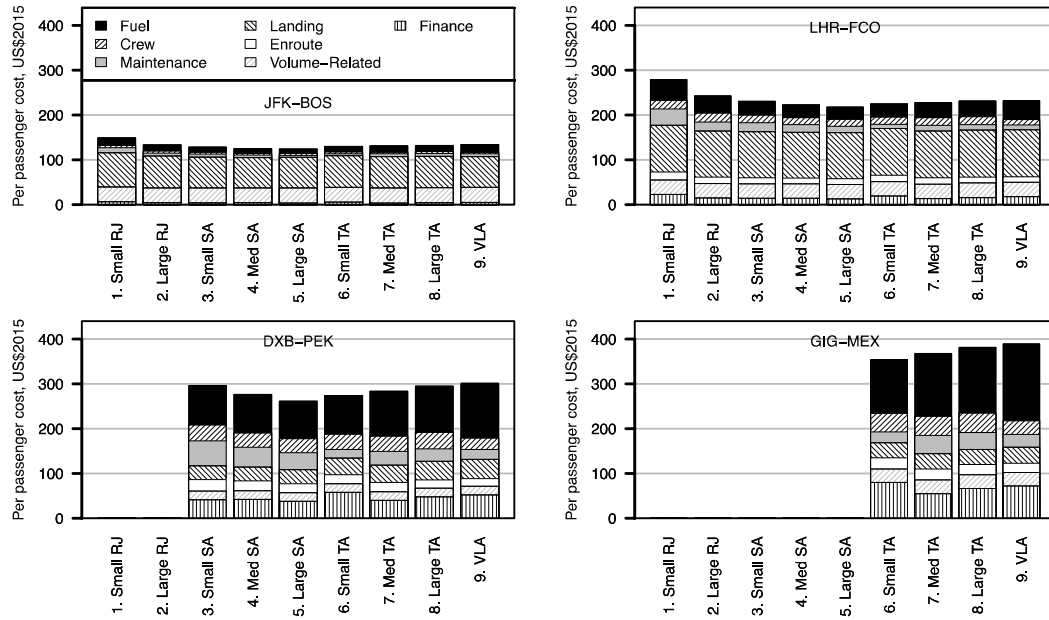 Per passenger cost, US$2015
400
300
200
100
0
Fuel
Crew
Maintenance
Landing
Enroute
Volume−Related
Finance
JFK−BOS
1. Small RJ
2. Large RJ
3. Small SA
4. Med SA
5. Large SA
6. Small TA
7. Med TA
8. Large TA
9. VLA
Per passenger cost, US$2015
400
300
200
100
0
LHR−FCO
1. Small RJ
2. Large RJ
3. Small SA
4. Med SA
5. Large SA
6. Small TA
7. Med TA
8. Large TA
9. VLA
Per passenger cost, US$2015
400
300
200
100
0
DXB−PEK
1. Small RJ
2. Large RJ
3. Small SA
4. Med SA
5. Large SA
6. Small TA
7. Med TA
8. Large TA
9. VLA
Per passenger cost, US$2015
400
300
200
100
0
GIG−MEX
1. Small RJ
2. Large RJ
3. Small SA
4. Med SA
5. Large SA
6. Small TA
7. Med TA
8. Large TA
9. VLA